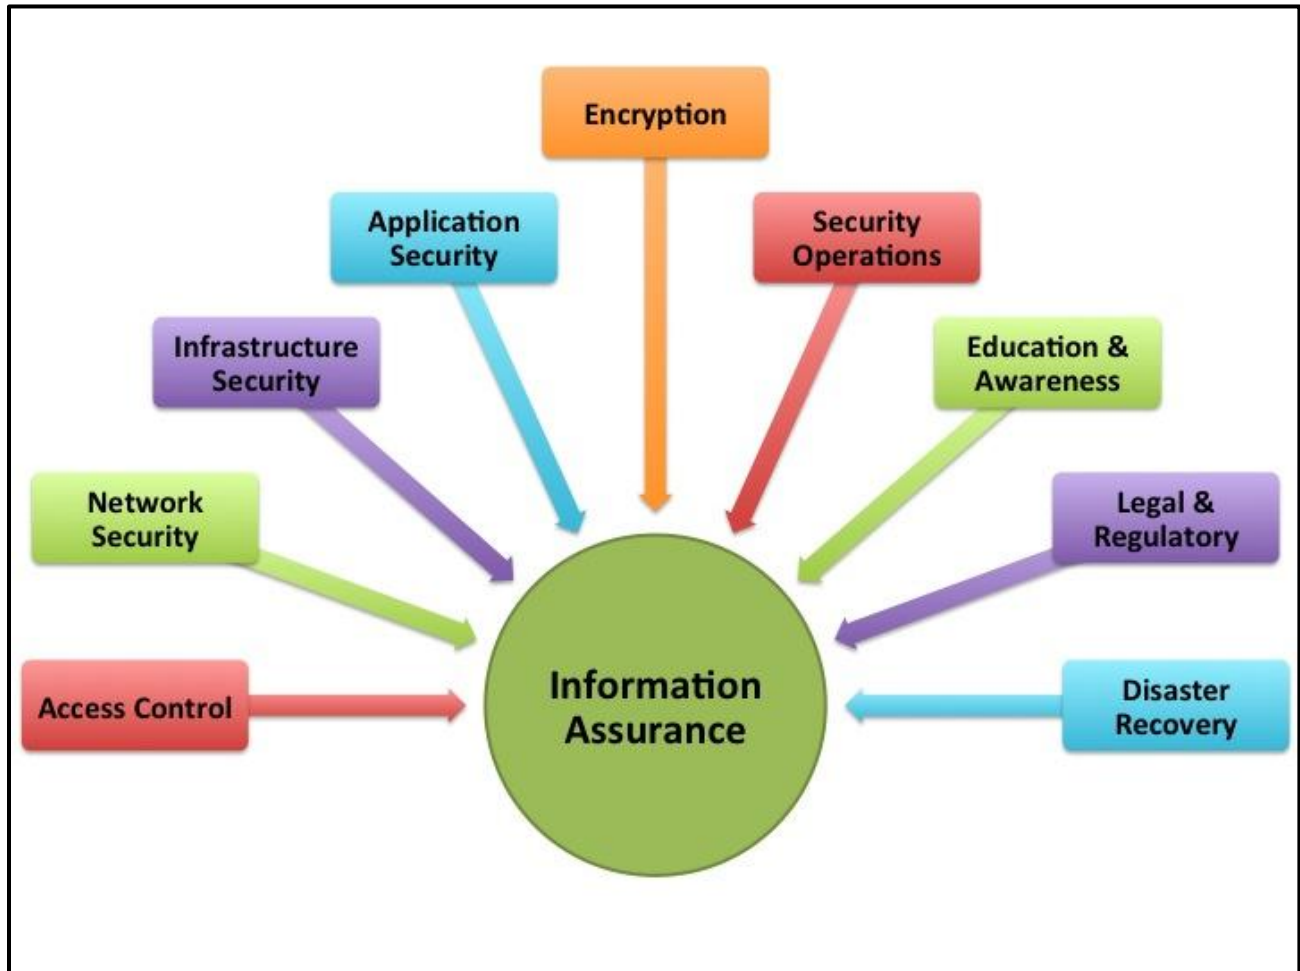 Encryption
Application
Security
Security
Operations
Infrastructure
Security
Education &
Awareness
Network
Security
Legal &
Regulatory
Access Control
Information
Assurance
Disaster
Recovery